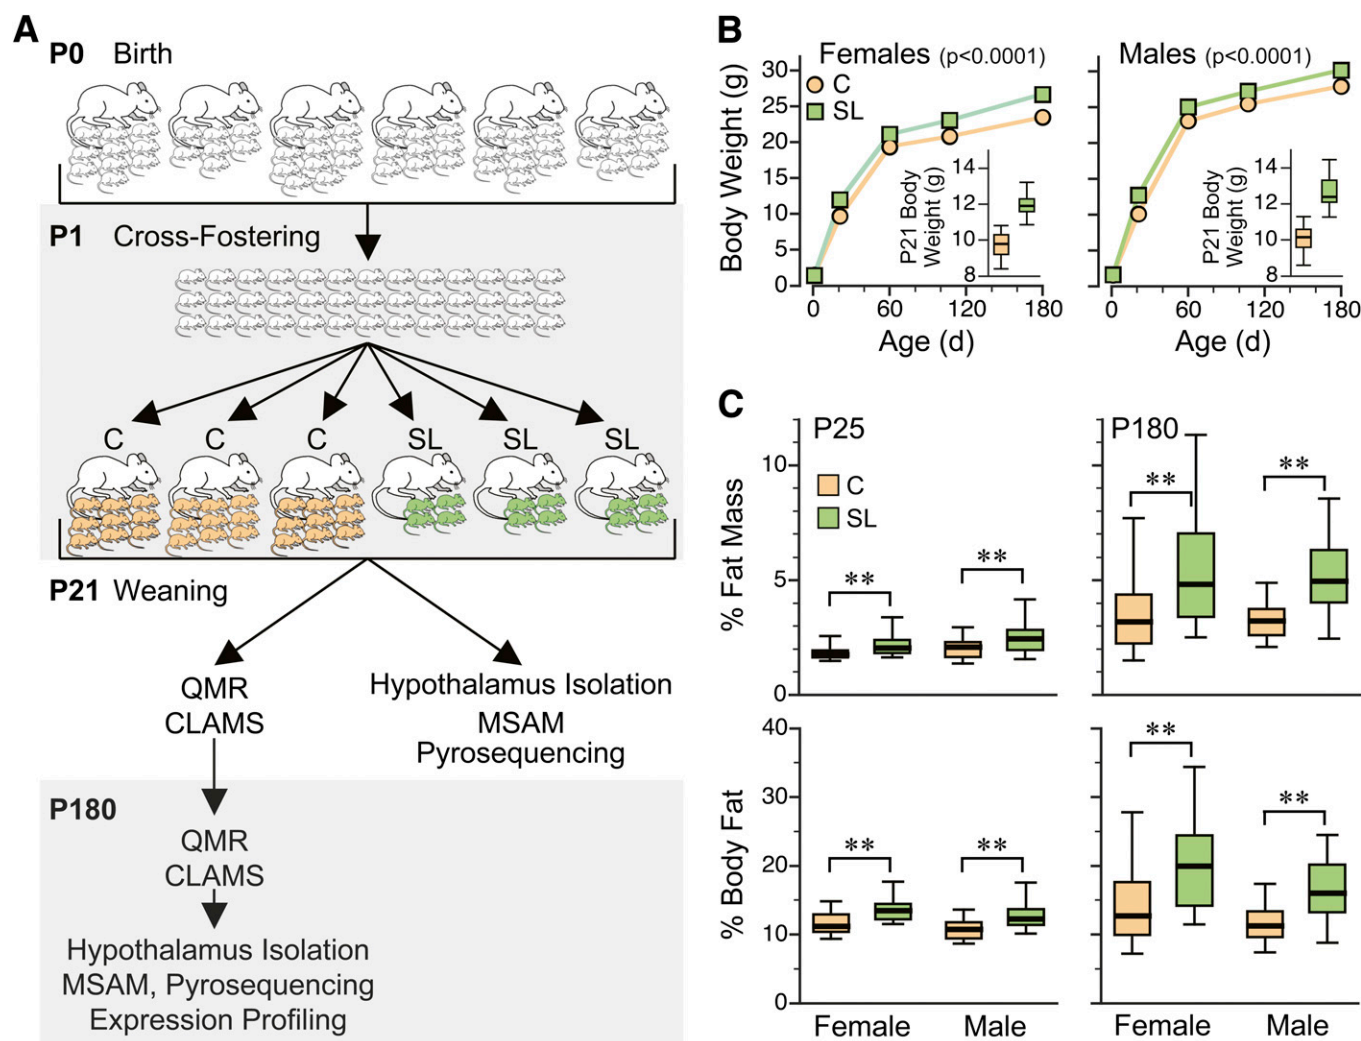 A
P0 Birth
P1 Cross-Fostering
C C C SL SL SL
P21 Weaning
QMR
CLAMS
Hypothalamus Isolation
MSAM
Pyrosequencing
P180
QMR
CLAMS
Hypothalamus Isolation
MSAM, Pyrosequencing
Expression Profiling
B
Females (p<0.0001)
Males (p<0.0001)
C
SL
Body Weight (g)
30
25
20
15
10
5
0
P21 Body
Weight (g)
14
12
10
8
0 60 120 180
Age (d)
P21 Body
Weight (g)
14
12
10
8
0 60 120 180
Age (d)
C
P25
P180
C
SL
% Fat Mass
10
5
0
** **
** **
% Body Fat
40
30
20
10
0
** **
** **
Female Male
Female Male